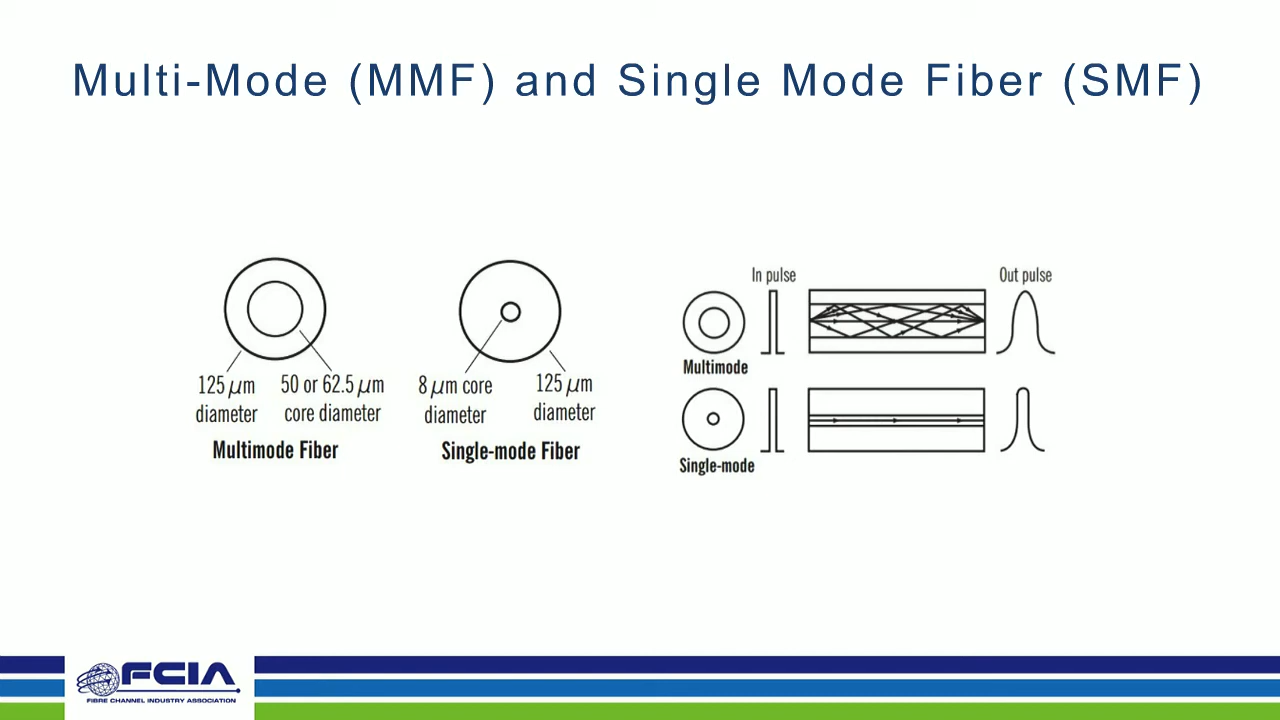 Multi-Mode (MMF) and Single Mode Fiber (SMF)
125 μm
diameter
50 or 62.5 μm
core diameter
Multimode Fiber
8 μm core
diameter
125 μm
diameter
Single-mode Fiber
In pulse
Out pulse
Multimode
Single-mode
FCIA
FIBRE CHANNEL INDUSTRY ASSOCIATION